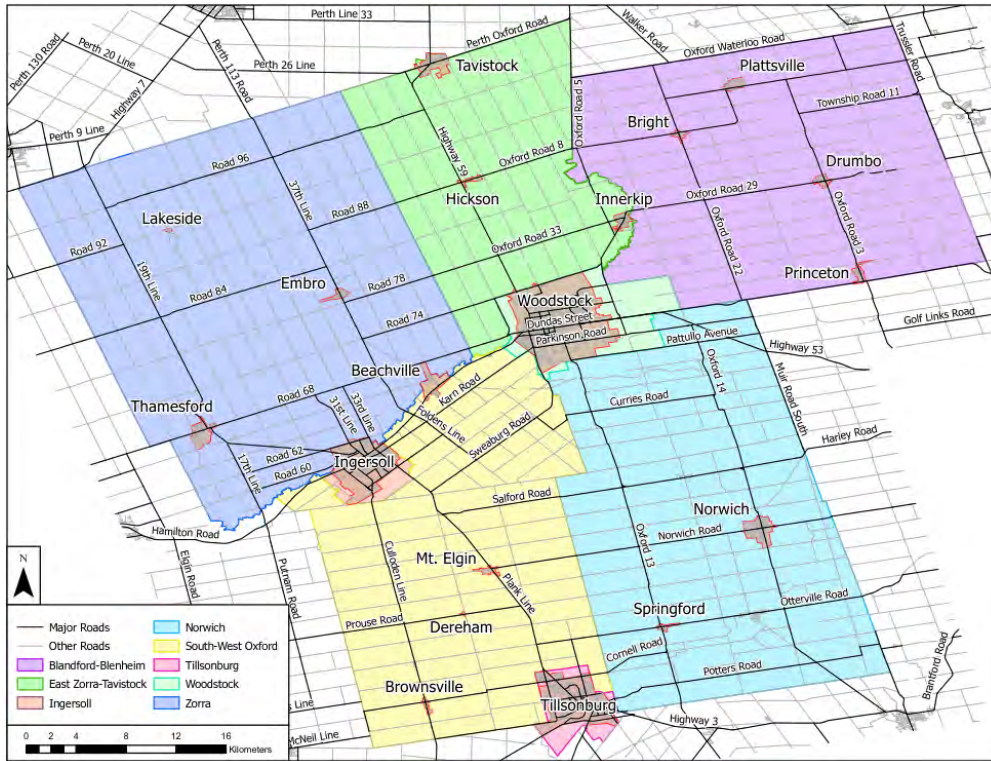 Perth Line 33
Perth 130 Road
Perth 20 Line
Highway 7
Perth 113 Road
Perth 26 Line
Perth Oxford Road
Walker Road
Oxford Waterloo Road
Trussler Road
Tavistock
Plattsville
Perth 9 Line
Oxford Road 5
Township Road 11
Bright
Road 96
Highway 59
Oxford Road 8
Drumbo
37th Line
Hickson
Innerkip
Oxford Road 29
Lakeside
Road 88
Road 92
Oxford Road 33
Oxford Road 22
Oxford Road 3
19th Line
Road 84
Embro
Road 78
Princeton
Woodstock
Road 74
Dundas Street
Parkinson Road
Pattullo Avenue
Golf Links Road
Highway 53
Beachville
Karn Road
Oxford 14
Muir Road South
Road 68
33rd Line
31st Line
Thamesford
Foldens Line
Sweaburg Road
Curries Road
Harley Road
Road 62
Road 60
Ingersoll
17th Line
Salford Road
Hamilton Road
Norwich
Norwich Road
Oxford 13
N
Elgin Road
Putnam Road
Culloden Line
Mt. Elgin
Plank Line
Otterville Road
Springford
Prouse Road
Dereham
Cornell Road
Potters Road
Brownsville
Brantford Road
Tillsonburg
Highway 3
s Line
McNeil Line
Major Roads
Other Roads
Blandford-Blenheim
East Zorra-Tavistock
Ingersoll
Norwich
South-West Oxford
Tillsonburg
Woodstock
Zorra
0 2 4 8 12 16
Kilometers